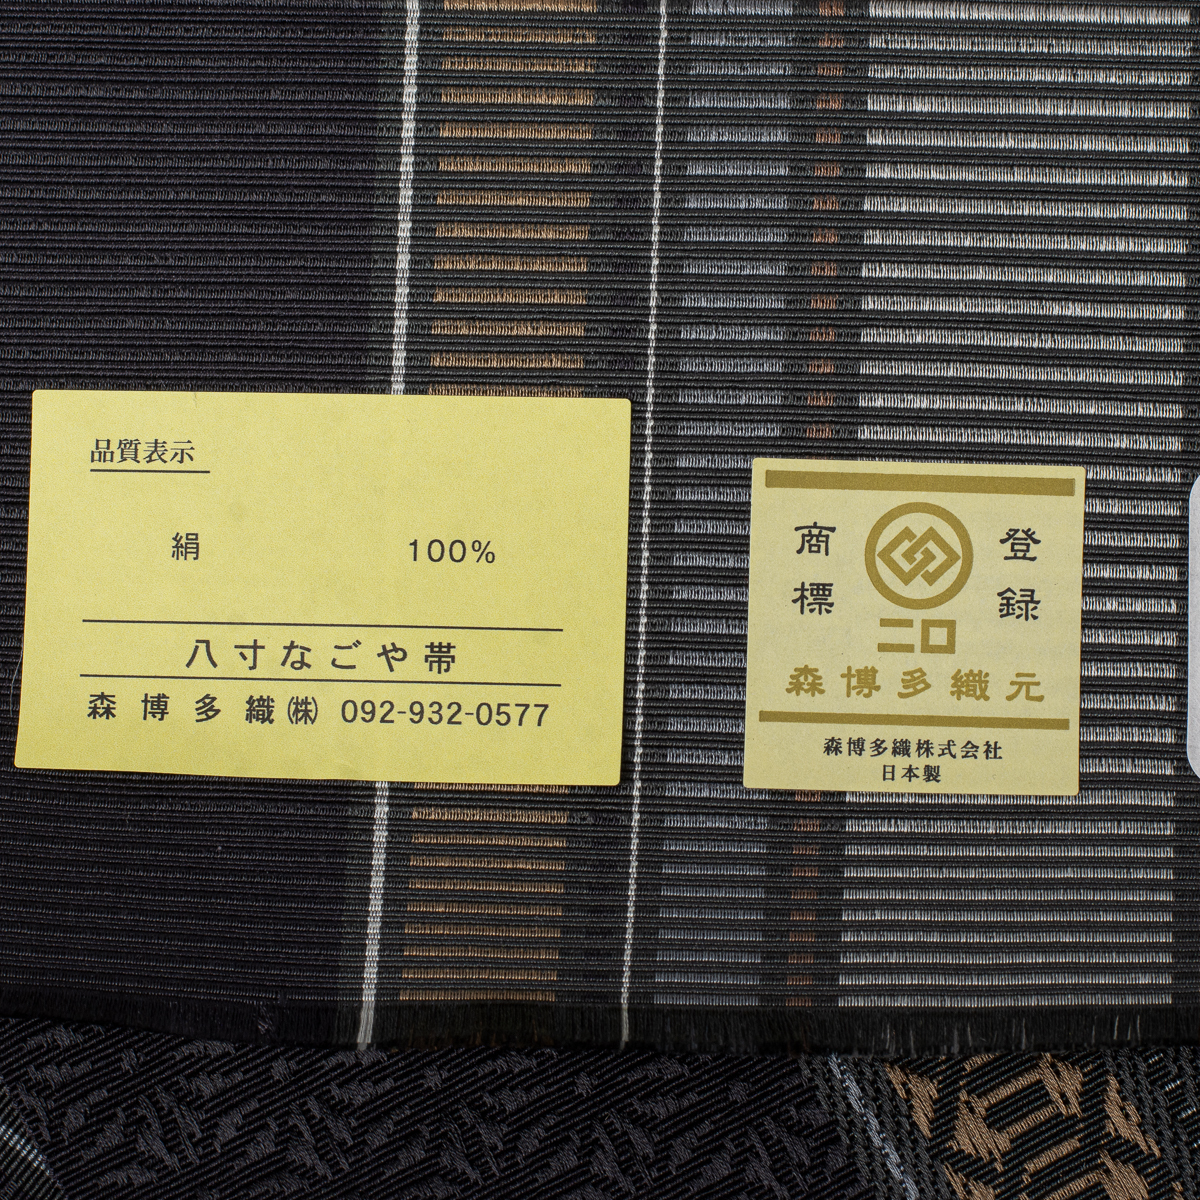 品質表示
絹 100%
八寸なごや帯
森博多織㈱ 092-932-0577
登録
商標
二口
森博多織元
森博多織株式会社
日本製